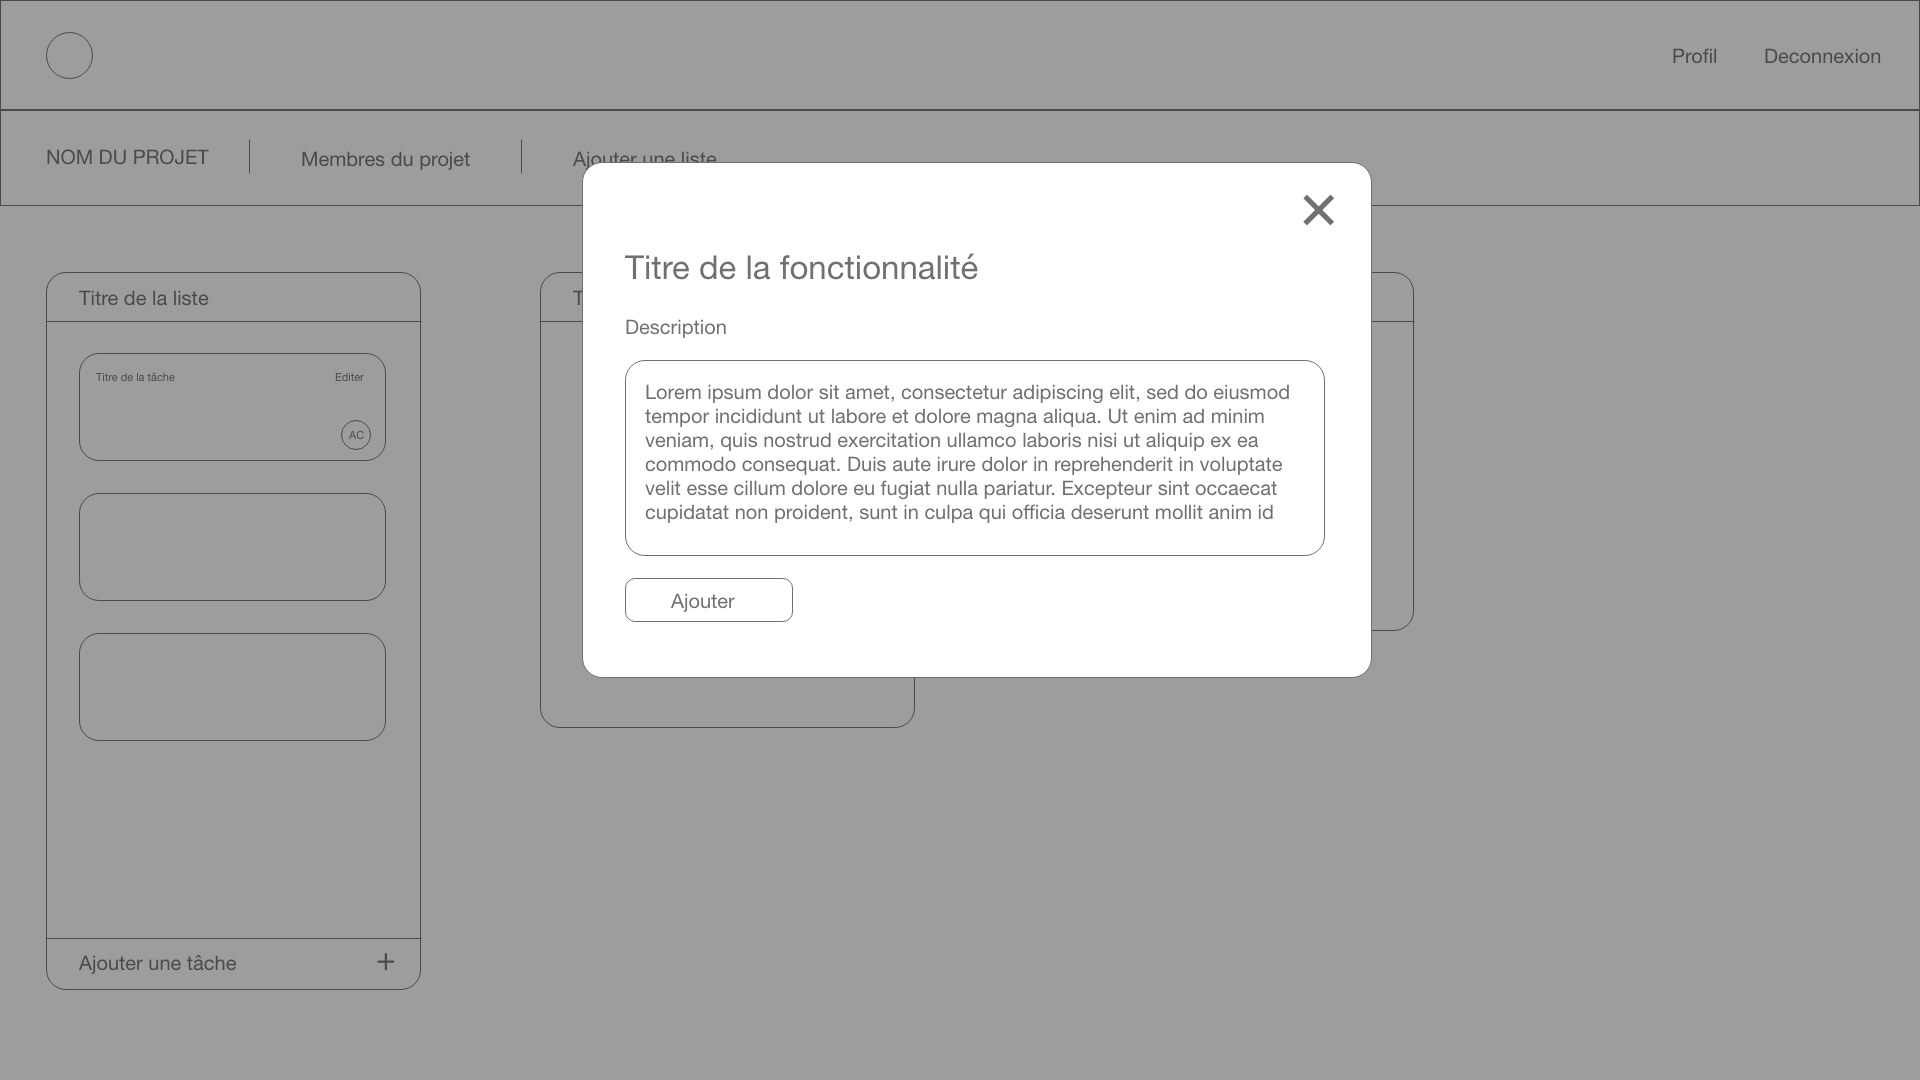 Profil
Deconnexion
NOM DU PROJET
Membres du projet
Ajouter une liste
Titre de la liste
Titre de la tâche
Editer
AC
Ajouter une tâche
T
Titre de la fonctionnalité
Description
Lorem ipsum dolor sit amet, consectetur adipiscing elit, sed do eiusmod
tempor incididunt ut labore et dolore magna aliqua. Ut enim ad minim
veniam, quis nostrud exercitation ullamco laboris nisi ut aliquip ex ea
commodo consequat. Duis aute irure dolor in reprehenderit in voluptate
velit esse cillum dolore eu fugiat nulla pariatur. Excepteur sint occaecat
cupidatat non proident, sunt in culpa qui officia deserunt mollit anim id
Ajouter